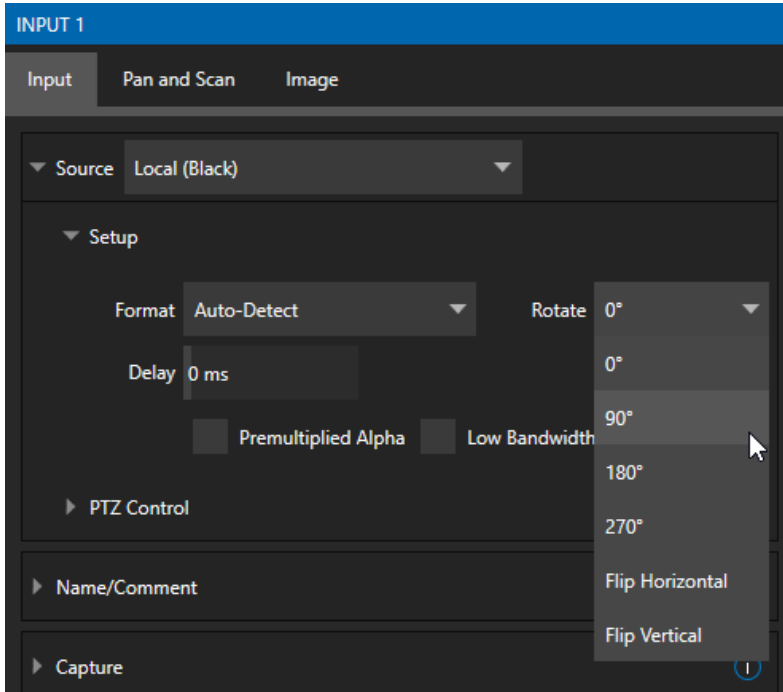 INPUT 1
Input Pan and Scan Image
Source Local (Black)
Setup
Format Auto-Detect Rotate 0°
0°
Delay 0 ms
90°
Premultiplied Alpha Low Bandwidth
180°
PTZ Control
270°
Name/Comment Flip Horizontal
Flip Vertical
Capture